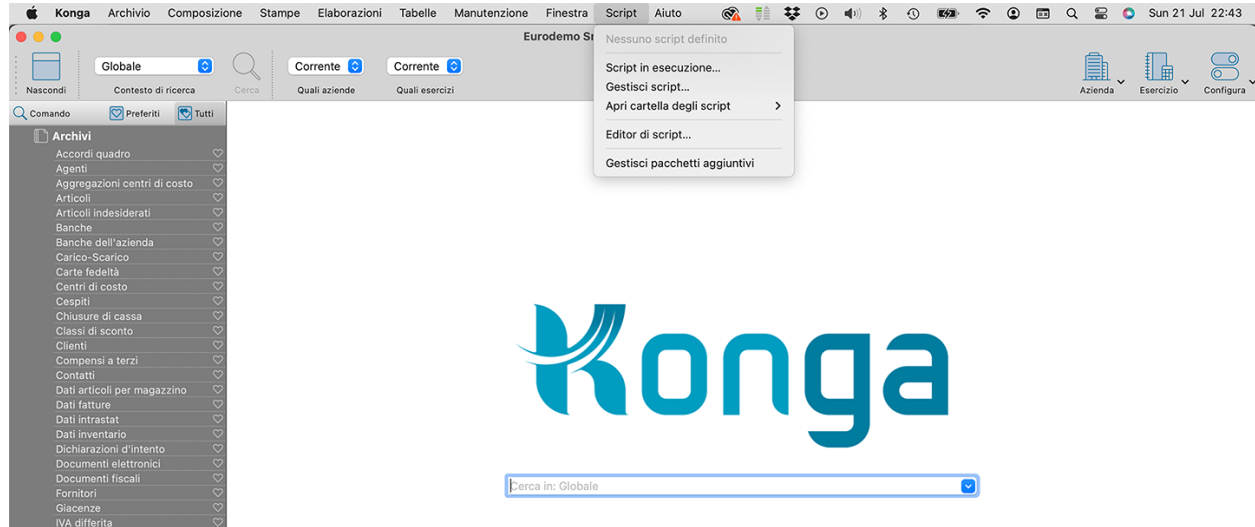 Konga Archivio Composizione Stampe Elaborazioni Tabelle Manutenzione Finestra Script Aiuto Sun 21 Jul 22:43
Eurodemo Sr
Nessuno script definito
Script in esecuzione...
Gestisci script...
Apri cartella degli script
Editor di script...
Gestisci pacchetti aggiuntivi
Globale Corrente Corrente
Nascondi Contesto di ricerca Cerca Quali aziende Quali esercizi Azienda Esercizio Configura
Comando Preferiti Tutti
Archivi
Accordi quadro
Agenti
Aggregazioni centri di costo
Articoli
Articoli indesiderati
Banche
Banche dell'azienda
Carico-Scarico
Carte fedeltà
Centri di costo
Cespiti
Chiusure di cassa
Classi di sconto
Clienti
Compensi a terzi
Contatti
Dati articoli per magazzino
Dati fatture
Dati intrastat
Dati inventario
Dichiarazioni d'intento
Documenti elettronici
Documenti fiscali
Fornitori
Giacenze
IVA differita
Konga
Cerca in: Globale